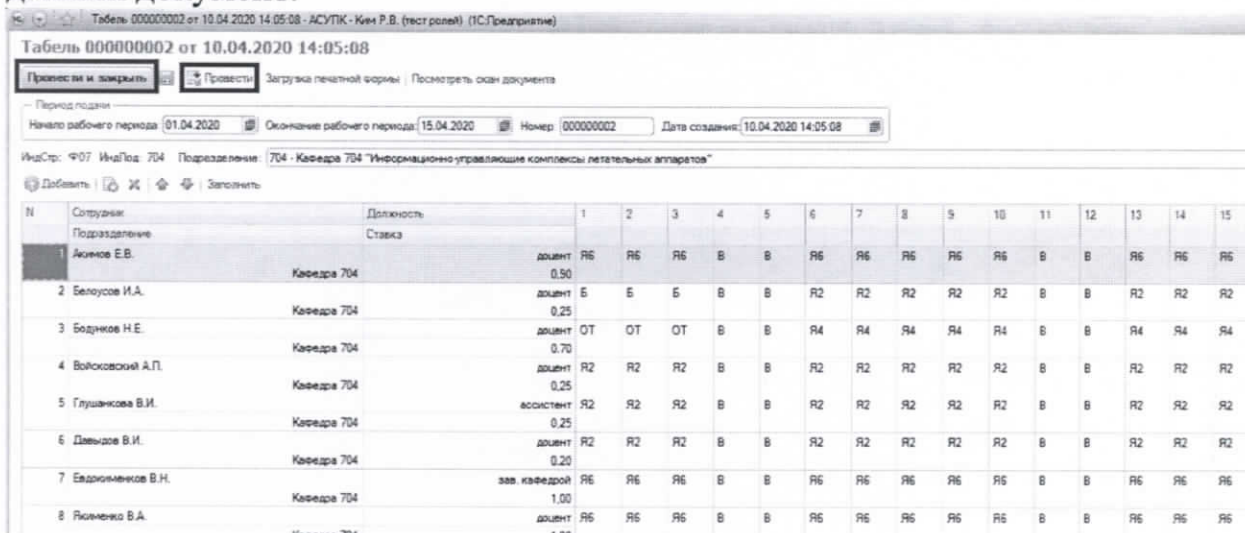 Табель 000000002 от 10.04.2020 14:05:08 - АСУПК - Ким Р.В. (тест ролей) (1С:Предприятие)
Табель 000000002 от 10.04.2020 14:05:08
Провести и закрыть Провести Загрузка печатной формы Посмотреть скан документа
Период подачи
Начало рабочего периода: 01.04.2020 Окончание рабочего периода: 15.04.2020 Номер: 000000002 Дата создания: 10.04.2020 14:05:08
ИндСтр: Ф07 ИндПод: 704 Подразделение: 704 - Кафедра 704 "Информационно-управляющие комплексы летательных аппаратов"
Добавить Заполнить
N Сотрудник Должность 1 2 3 4 5 6 7 8 9 10 11 12 13 14 15
Подразделение Ставка
1 Акимов Е.В. доцент Я6 Я6 Я6 В В Я6 Я6 Я6 Я6 Я6 В В Я6 Я6 Я6
Кафедра 704 0,50
2 Белоусов И.А. доцент Б Б Б В В Я2 Я2 Я2 Я2 Я2 В В Я2 Я2 Я2
Кафедра 704 0,25
3 Бодунков Н.Е. доцент ОТ ОТ ОТ В В Я4 Я4 Я4 Я4 Я4 В В Я4 Я4 Я4
Кафедра 704 0,70
4 Войсковский А.П. доцент Я2 Я2 Я2 В В Я2 Я2 Я2 Я2 Я2 В В Я2 Я2 Я2
Кафедра 704 0,25
5 Глушанкова В.И. ассистент Я2 Я2 Я2 В В Я2 Я2 Я2 Я2 Я2 В В Я2 Я2 Я2
Кафедра 704 0,25
6 Давыдов В.И. доцент Я2 Я2 Я2 В В Я2 Я2 Я2 Я2 Я2 В В Я2 Я2 Я2
Кафедра 704 0,20
7 Евдокименков В.Н. зав. кафедрой Я6 Я6 Я6 В В Я6 Я6 Я6 Я6 Я6 В В Я6 Я6 Я6
Кафедра 704 1,00
8 Якименко В.А. доцент Я6 Я6 Я6 В В Я6 Я6 Я6 Я6 Я6 В В Я6 Я6 Я6